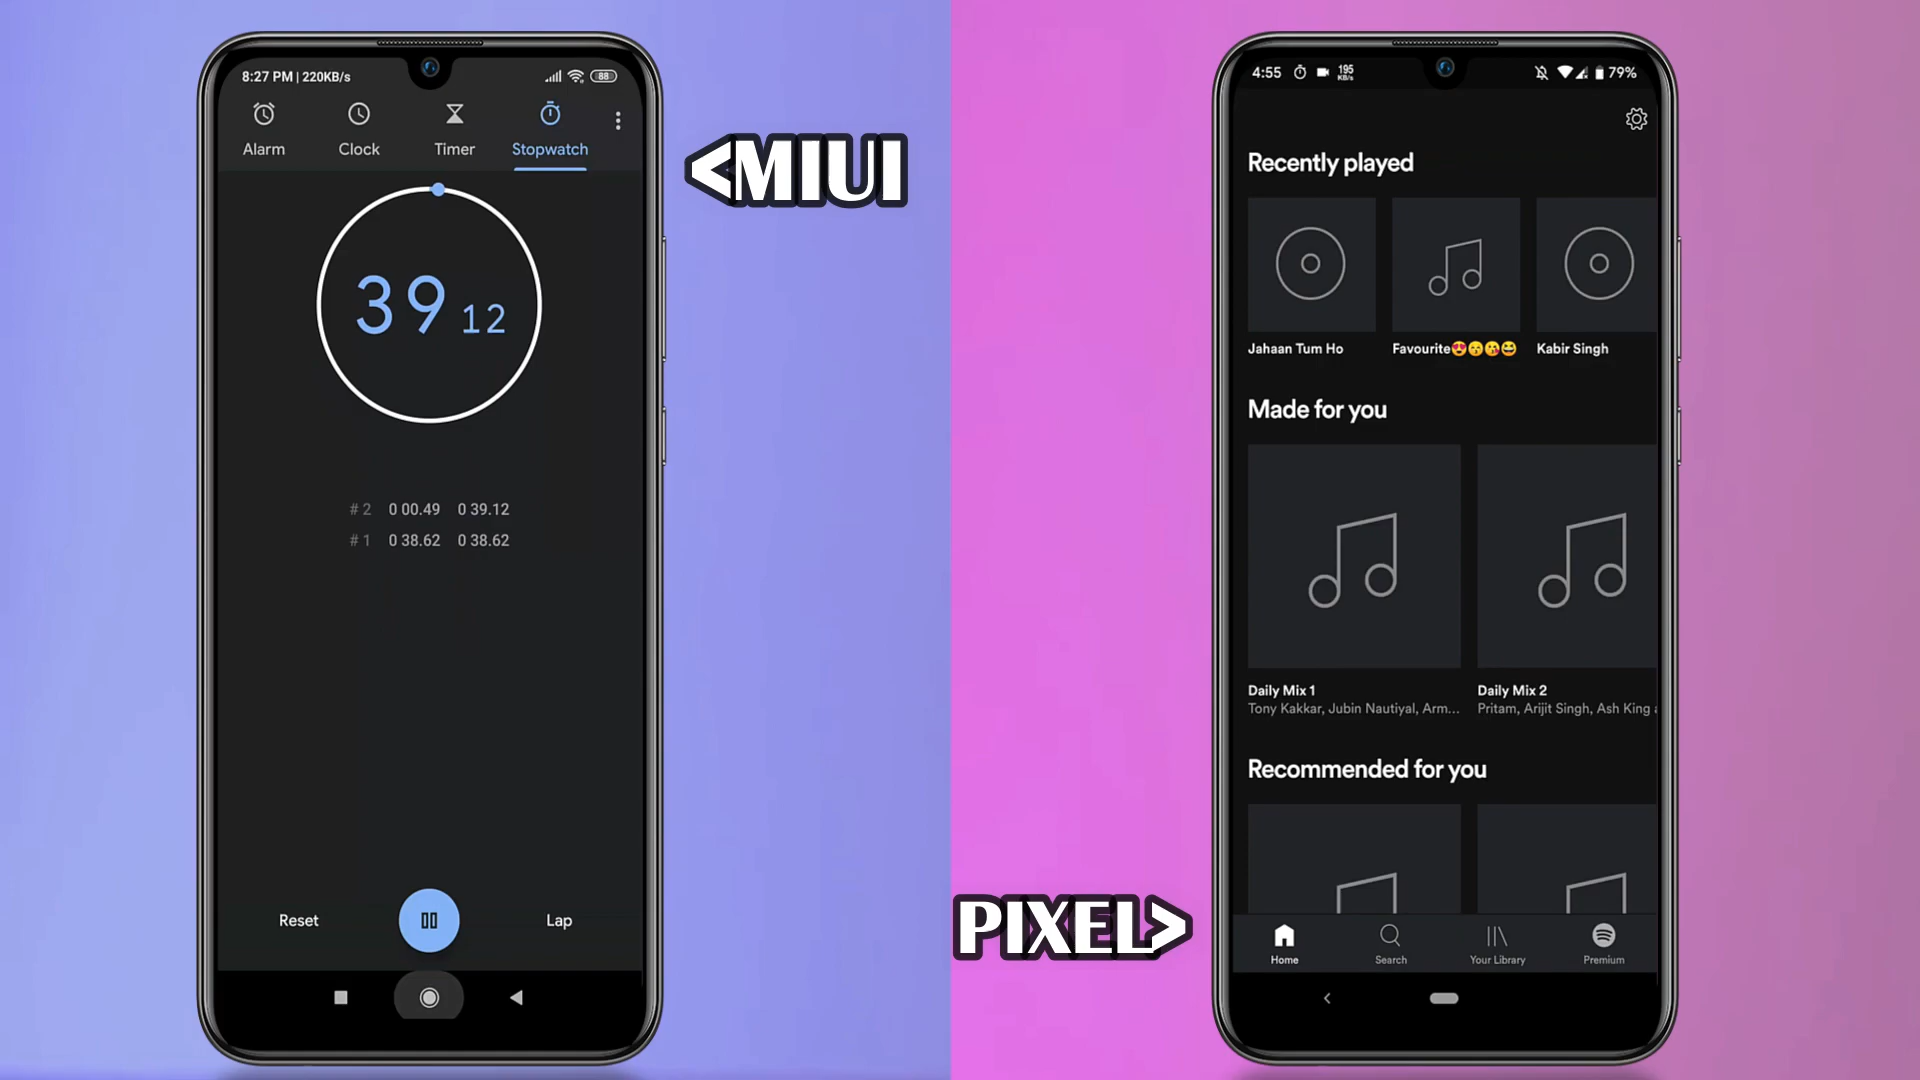 8:27 PM | 220KB/s
88
Alarm
Clock
Timer
Stopwatch
39 12
# 2 0 00.49 0 39.12
# 1 0 38.62 0 38.62
Reset
Lap
<MIUI
PIXEL>
4:55
195 KB/s
79%
Recently played
Jahaan Tum Ho
Favourite😍😙😘😂
Kabir Singh
Made for you
Daily Mix 1
Tony Kakkar, Jubin Nautiyal, Arm...
Daily Mix 2
Pritam, Arijit Singh, Ash King
Recommended for you
Home
Search
Your Library
Premium